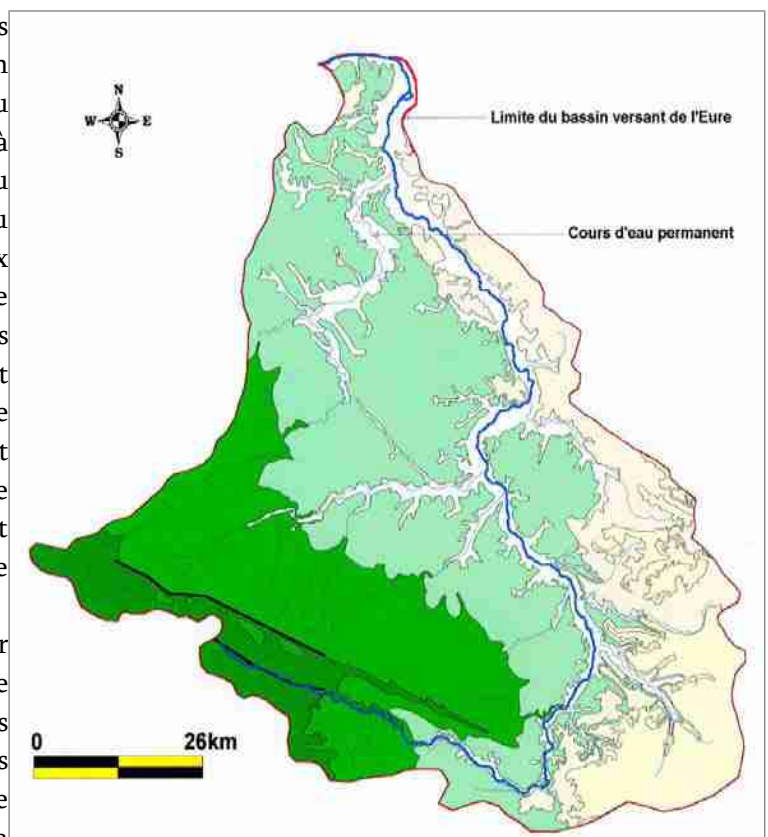 N
W E
S
Limite du bassin versant de l'Eure
Cours d'eau permanent
0 26km